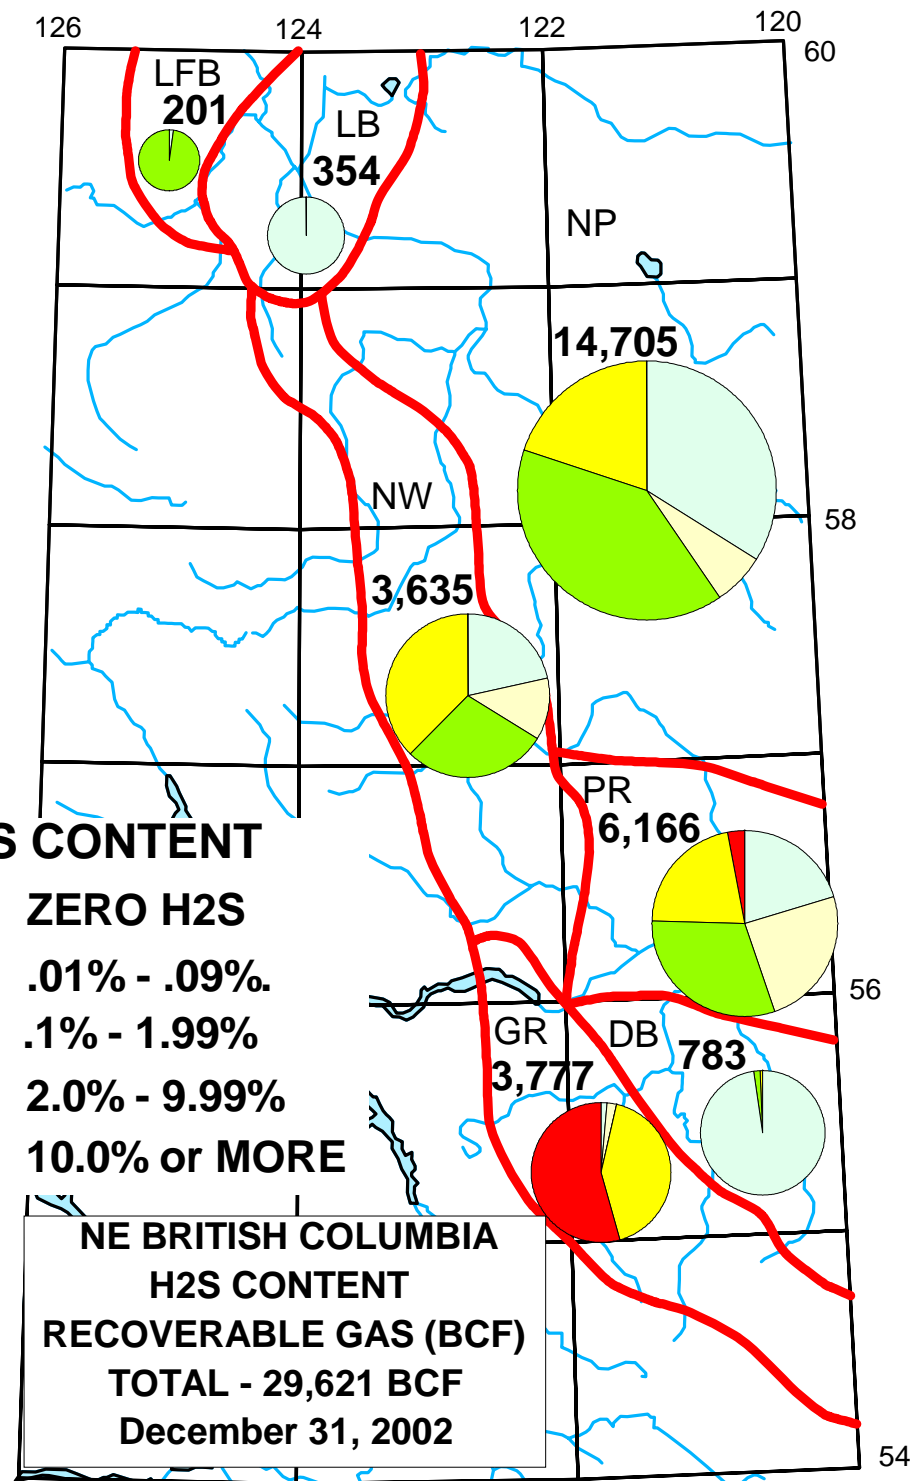 126
124
122
120
60
LFB
201
LB
354
NP
14,705
NW
58
3,635
PR
6,166
S CONTENT
ZERO H2S
.01% - .09%.
.1% - 1.99%
2.0% - 9.99%
10.0% or MORE
56
GR
3,777
DB
783
NE BRITISH COLUMBIA
H2S CONTENT
RECOVERABLE GAS (BCF)
TOTAL - 29,621 BCF
December 31, 2002
54